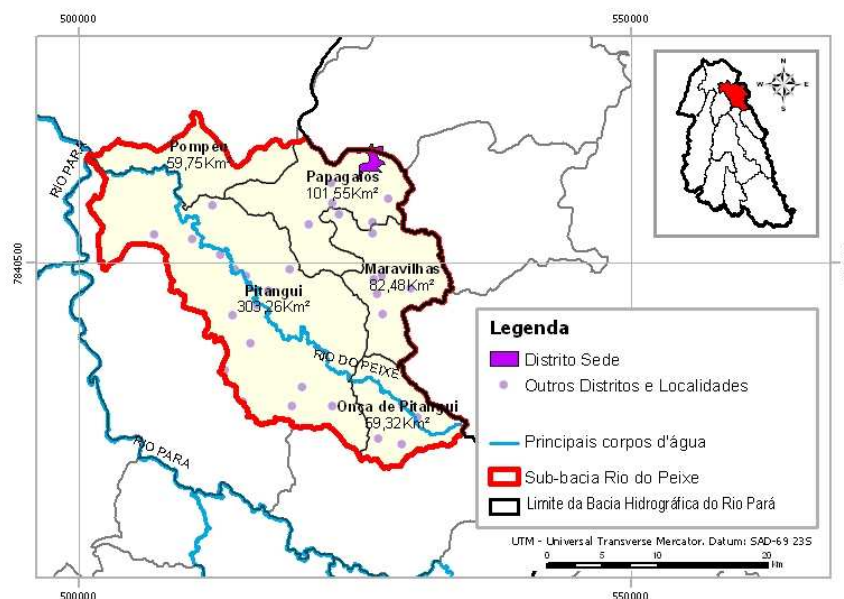 500000
550000
N
W
E
S
RIO PARÁ
Pompeu
59,75Km²
Papagaios
101,55Km²
7840500
Maravilhas
82,48Km²
Pitangui
303,26Km²
RIO DO PEIXE
Onça de Pitangui
59,32Km²
RIO PARA
Legenda
Distrito Sede
Outros Distritos e Localidades
Principais corpos d'água
Sub-bacia Rio do Peixe
Limite da Bacia Hidrográfica do Rio Pará
UTM - Universal Transverse Mercator. Datum: SAD-69 23S
0 5 10 20
Km
500000
550000